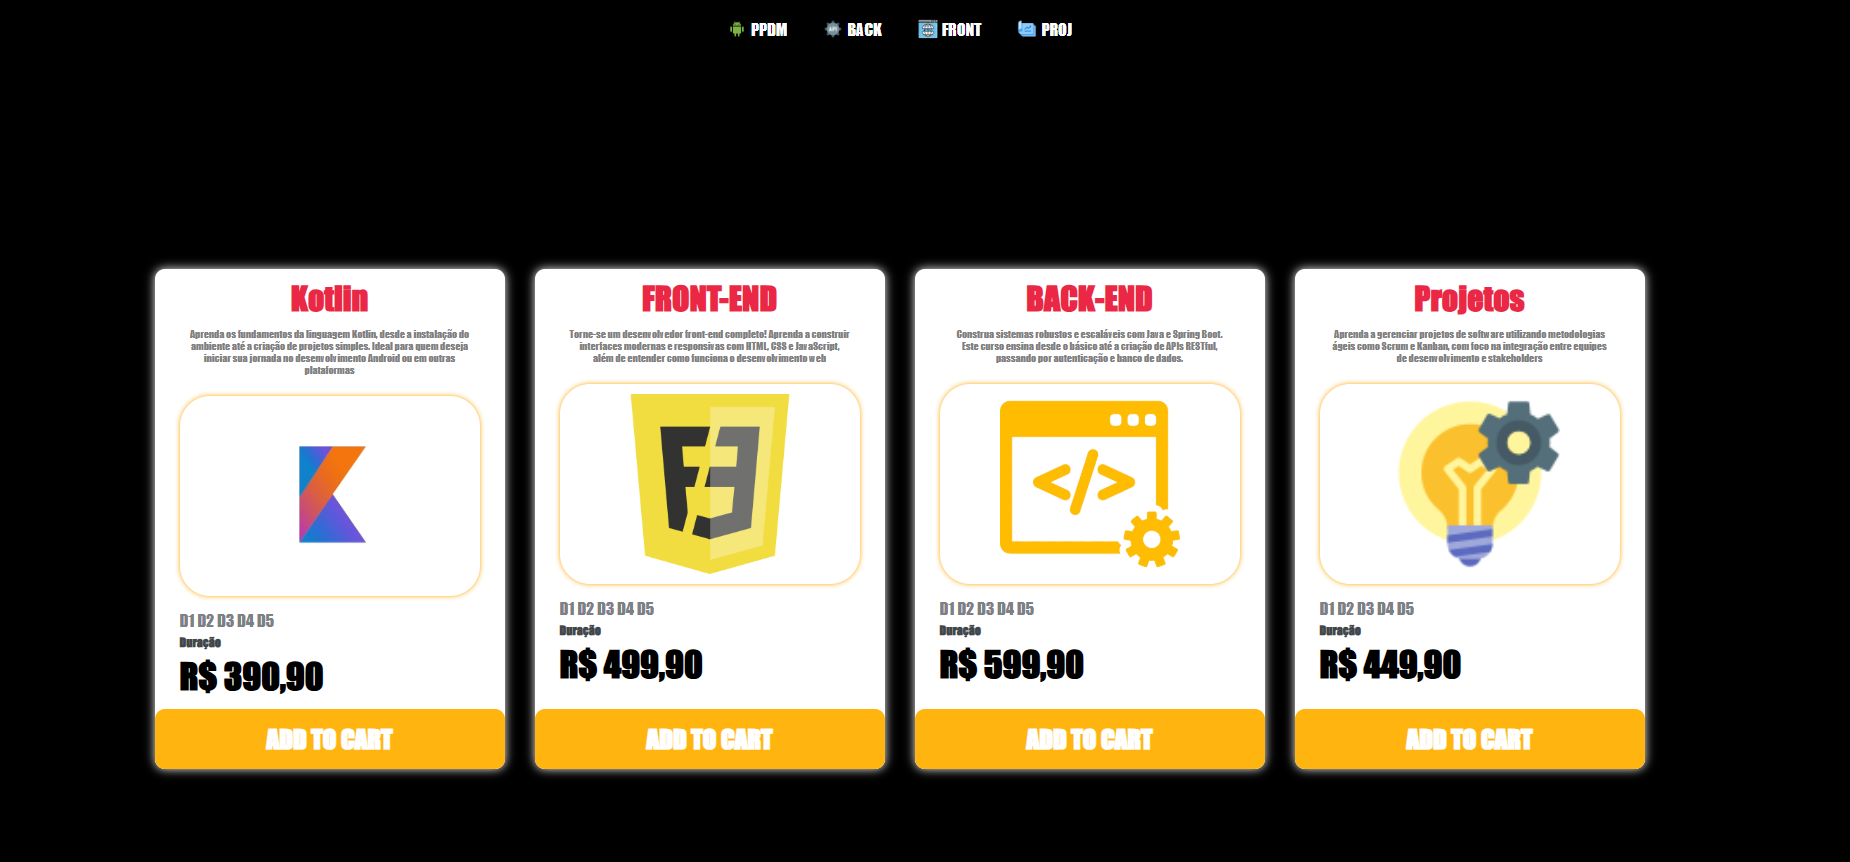 PPDM BACK FRONT PROJ
Kotlin
Aprenda os fundamentos da linguagem Kotlin, desde a instalação do
ambiente até a criação de projetos simples. Ideal para quem deseja
iniciar sua jornada no desenvolvimento Android ou em outras
plataformas
D1 D2 D3 D4 D5
Duração
R$ 390,90
ADD TO CART
FRONT-END
Torne-se um desenvolvedor front-end completo! Aprenda a construir
interfaces modernas e responsivas com HTML, CSS e JavaScript,
além de entender como funciona o desenvolvimento web
D1 D2 D3 D4 D5
Duração
R$ 499,90
ADD TO CART
BACK-END
Construa sistemas robustos e escaláveis com Java e Spring Boot.
Este curso ensina desde o básico até a criação de APIs RESTful,
passando por autenticação e banco de dados.
D1 D2 D3 D4 D5
Duração
R$ 599,90
ADD TO CART
Projetos
Aprenda a gerenciar projetos de software utilizando metodologias
ágeis como Scrum e Kanban, com foco na integração entre equipes
de desenvolvimento e stakeholders
D1 D2 D3 D4 D5
Duração
R$ 449,90
ADD TO CART